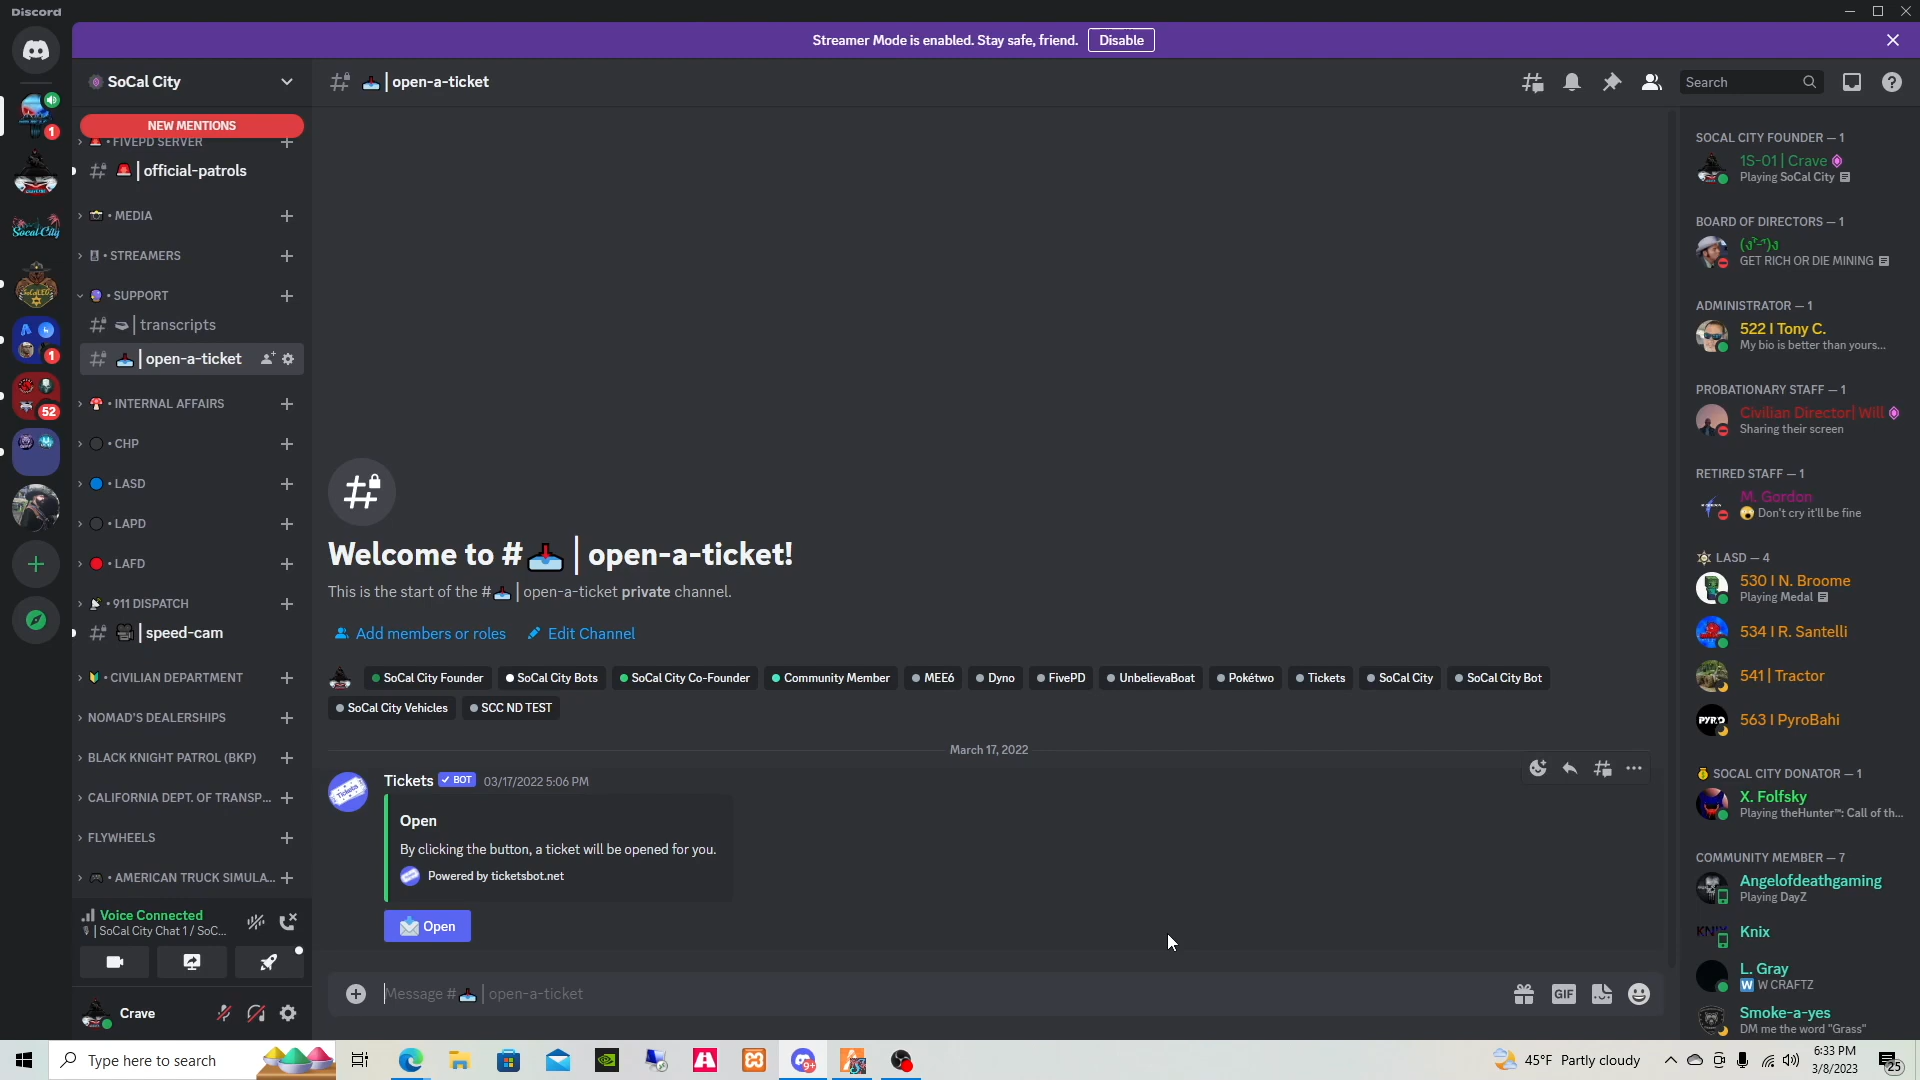 Discord
Streamer Mode is enabled. Stay safe, friend. Disable
SoCal City
| open-a-ticket
Search
NEW MENTIONS
• FIVEPD SERVER
| official-patrols
• MEDIA
• STREAMERS
• SUPPORT
| transcripts
| open-a-ticket
• INTERNAL AFFAIRS
• CHP
• LASD
• LAPD
• LAFD
• 911 DISPATCH
| speed-cam
• CIVILIAN DEPARTMENT
NOMAD'S DEALERSHIPS
BLACK KNIGHT PATROL (BKP)
CALIFORNIA DEPT. OF TRANSP...
FLYWHEELS
• AMERICAN TRUCK SIMULA...
Voice Connected
| SoCal City Chat 1 / SoC...
Crave
1
1
52
Socal City
Welcome to # | open-a-ticket!
This is the start of the # | open-a-ticket private channel.
Add members or roles Edit Channel
SoCal City Founder SoCal City Bots SoCal City Co-Founder Community Member MEE6 Dyno FivePD UnbelievaBoat Pokétwo Tickets SoCal City SoCal City Bot
SoCal City Vehicles SCC ND TEST
March 17, 2022
Tickets BOT 03/17/2022 5:06 PM
Open
By clicking the button, a ticket will be opened for you.
Powered by ticketsbot.net
Open
Message # | open-a-ticket
GIF
SOCAL CITY FOUNDER — 1
1S-01 | Crave
Playing SoCal City
BOARD OF DIRECTORS — 1
GET RICH OR DIE MINING
ADMINISTRATOR — 1
522 I Tony C.
My bio is better than yours...
PROBATIONARY STAFF — 1
Civilian Director| Will
Sharing their screen
RETIRED STAFF — 1
M. Gordon
Don't cry it'll be fine
LASD — 4
530 I N. Broome
Playing Medal
534 I R. Santelli
541 | Tractor
PYRO
563 I PyroBahi
SOCAL CITY DONATOR — 1
X. Folfsky
Playing theHunter™: Call of th...
COMMUNITY MEMBER — 7
Angelofdeathgaming
Playing DayZ
Knix
L. Gray
W W CRAFTZ
Smoke-a-yes
DM me the word "Grass"
Type here to search
9+
45°F Partly cloudy
6:33 PM
3/8/2023
25